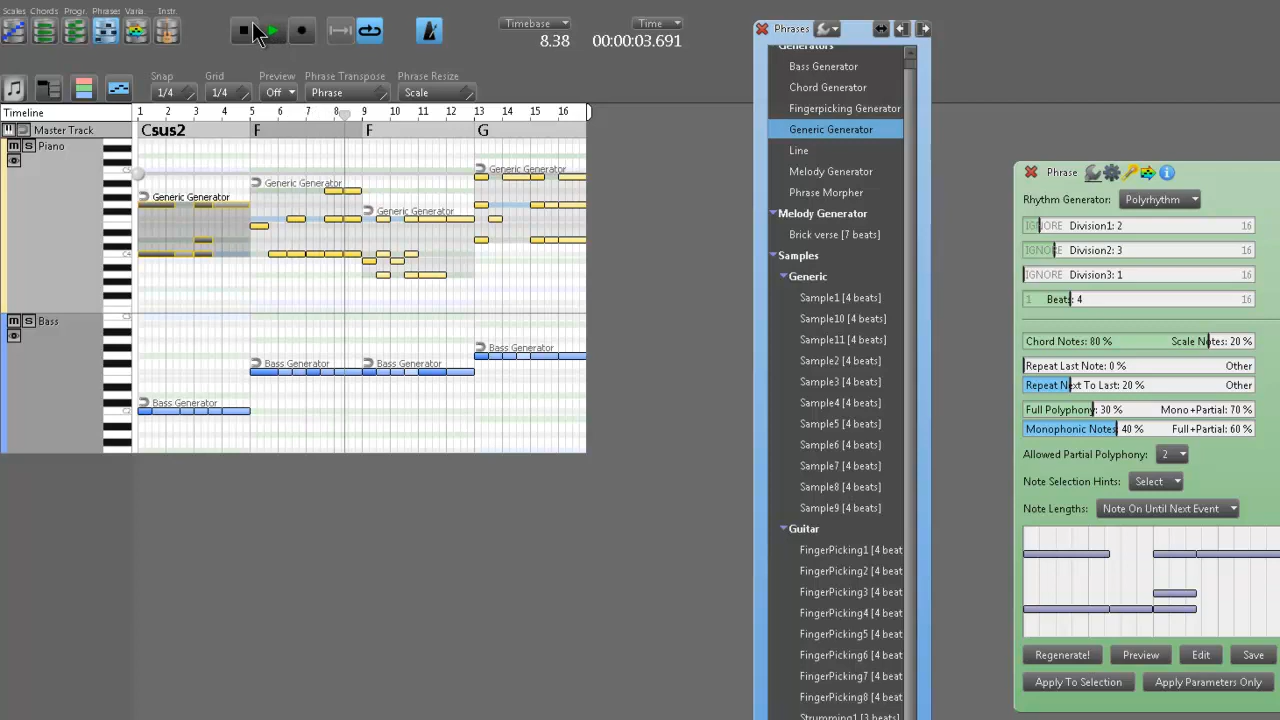 Scales Chords Progr. Phrases Varia. Instr.
Timebase
8.38
Time
00:00:03.691
Snap
1/4
Grid
1/4
Preview
Off
Phrase Transpose
Phrase
Phrase Resize
Scale
Timeline
1 2 3 4 5 6 7 8 9 10 11 12 13 14 15 16
Master Track
Csus2 F F G
M S Piano
Generic Generator
Generic Generator
Generic Generator
Generic Generator
C4
M S Bass
Bass Generator
Bass Generator
Bass Generator
Bass Generator
C3
C2
Phrases
Generators
Bass Generator
Chord Generator
Fingerpicking Generator
Generic Generator
Line
Melody Generator
Phrase Morpher
Melody Generator
Brick verse [7 beats]
Samples
Generic
Sample1 [4 beats]
Sample10 [4 beats]
Sample11 [4 beats]
Sample2 [4 beats]
Sample3 [4 beats]
Sample4 [4 beats]
Sample5 [4 beats]
Sample6 [4 beats]
Sample7 [4 beats]
Sample8 [4 beats]
Sample9 [4 beats]
Guitar
FingerPicking1 [4 beat
FingerPicking2 [4 beat
FingerPicking3 [4 beat
FingerPicking4 [4 beat
FingerPicking5 [4 beat
FingerPicking6 [4 beat
FingerPicking7 [4 beat
FingerPicking8 [4 beat
Strumming1 [3 beats]
Phrase
Rhythm Generator: Polyrhythm
IGNORE Division1: 2 16
IGNORE Division2: 3 16
IGNORE Division3: 1 16
1 Beats: 4 16
Chord Notes: 80 % Scale Notes: 20 %
Repeat Last Note: 0 % Other
Repeat Next To Last: 20 % Other
Full Polyphony: 30 % Mono+Partial: 70 %
Monophonic Notes: 40 % Full+Partial: 60 %
Allowed Partial Polyphony: 2
Note Selection Hints: Select
Note Lengths: Note On Until Next Event
Regenerate! Preview Edit Save
Apply To Selection Apply Parameters Only